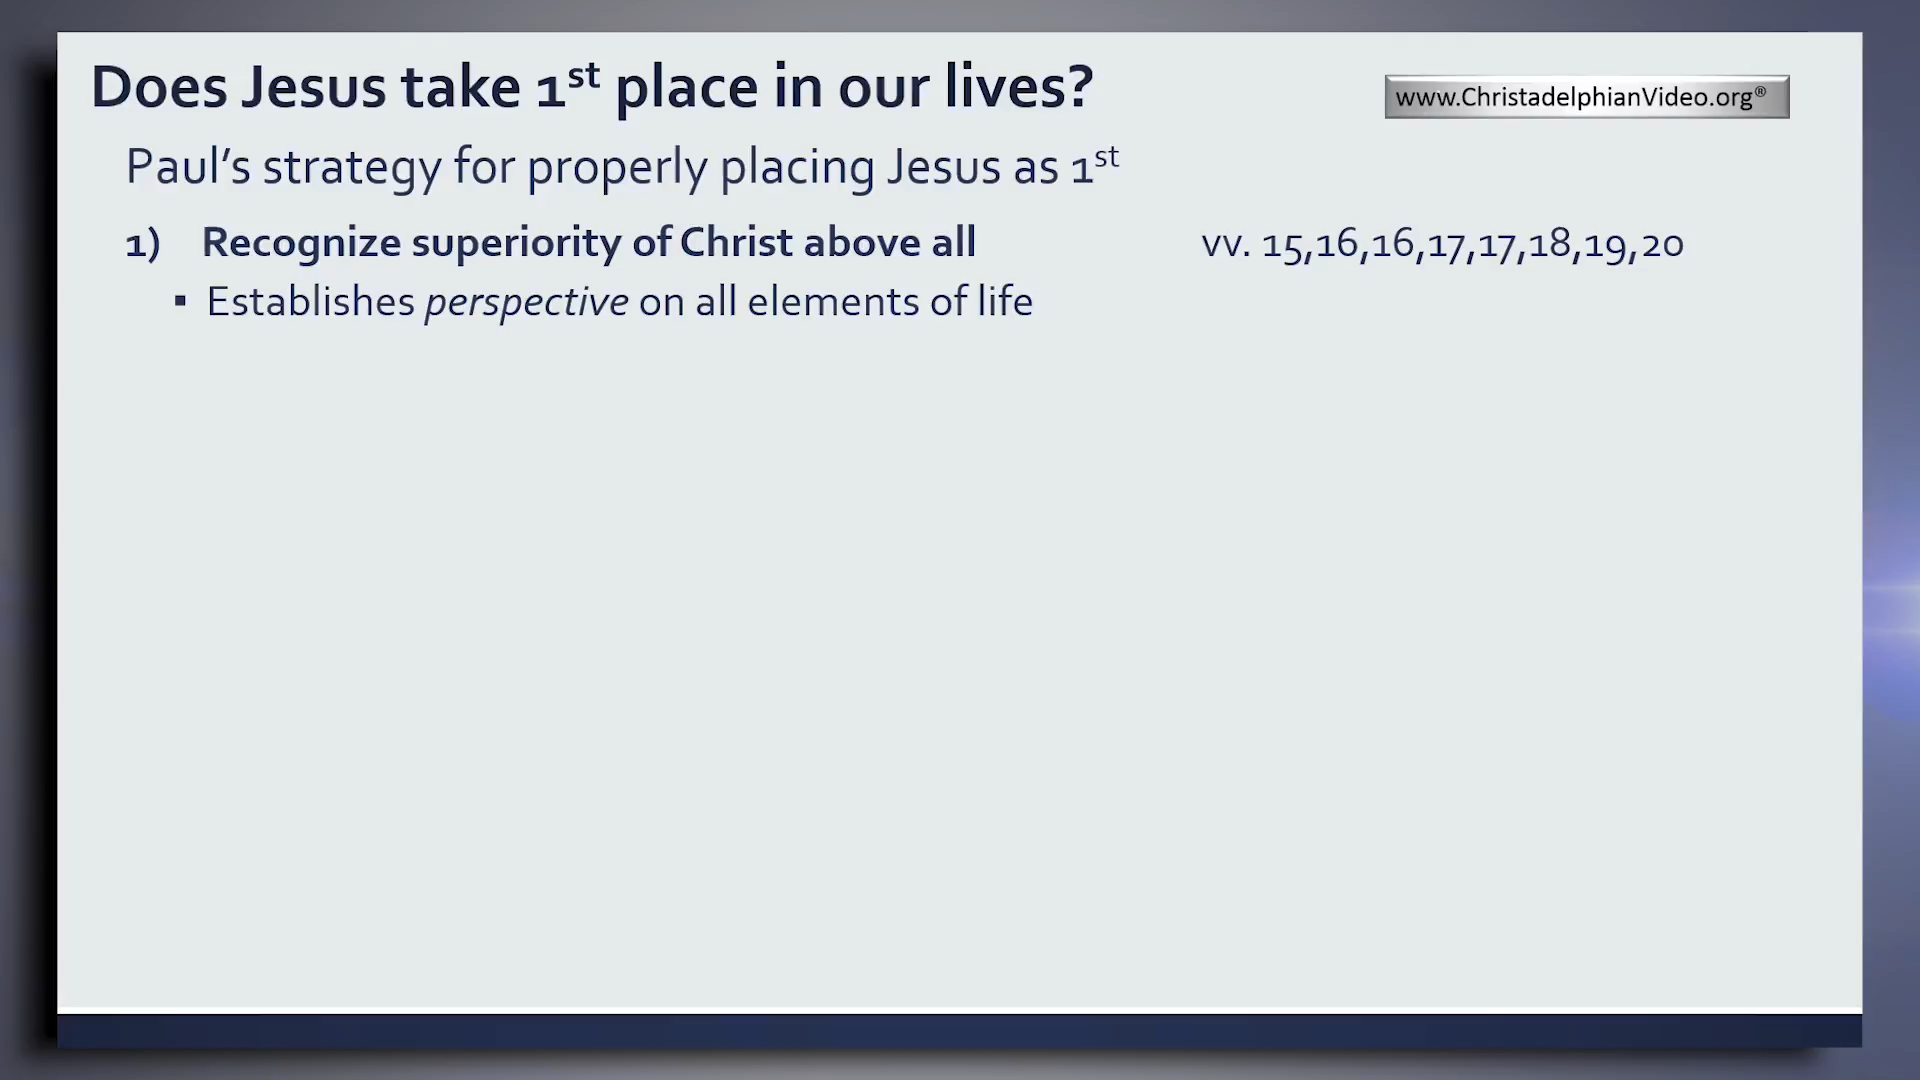 Does Jesus take 1st place in our lives?
www.ChristadelphianVideo.org®
Paul’s strategy for properly placing Jesus as 1st
1) Recognize superiority of Christ above all vv. 15,16,16,17,17,18,19,20
▪ Establishes perspective on all elements of life